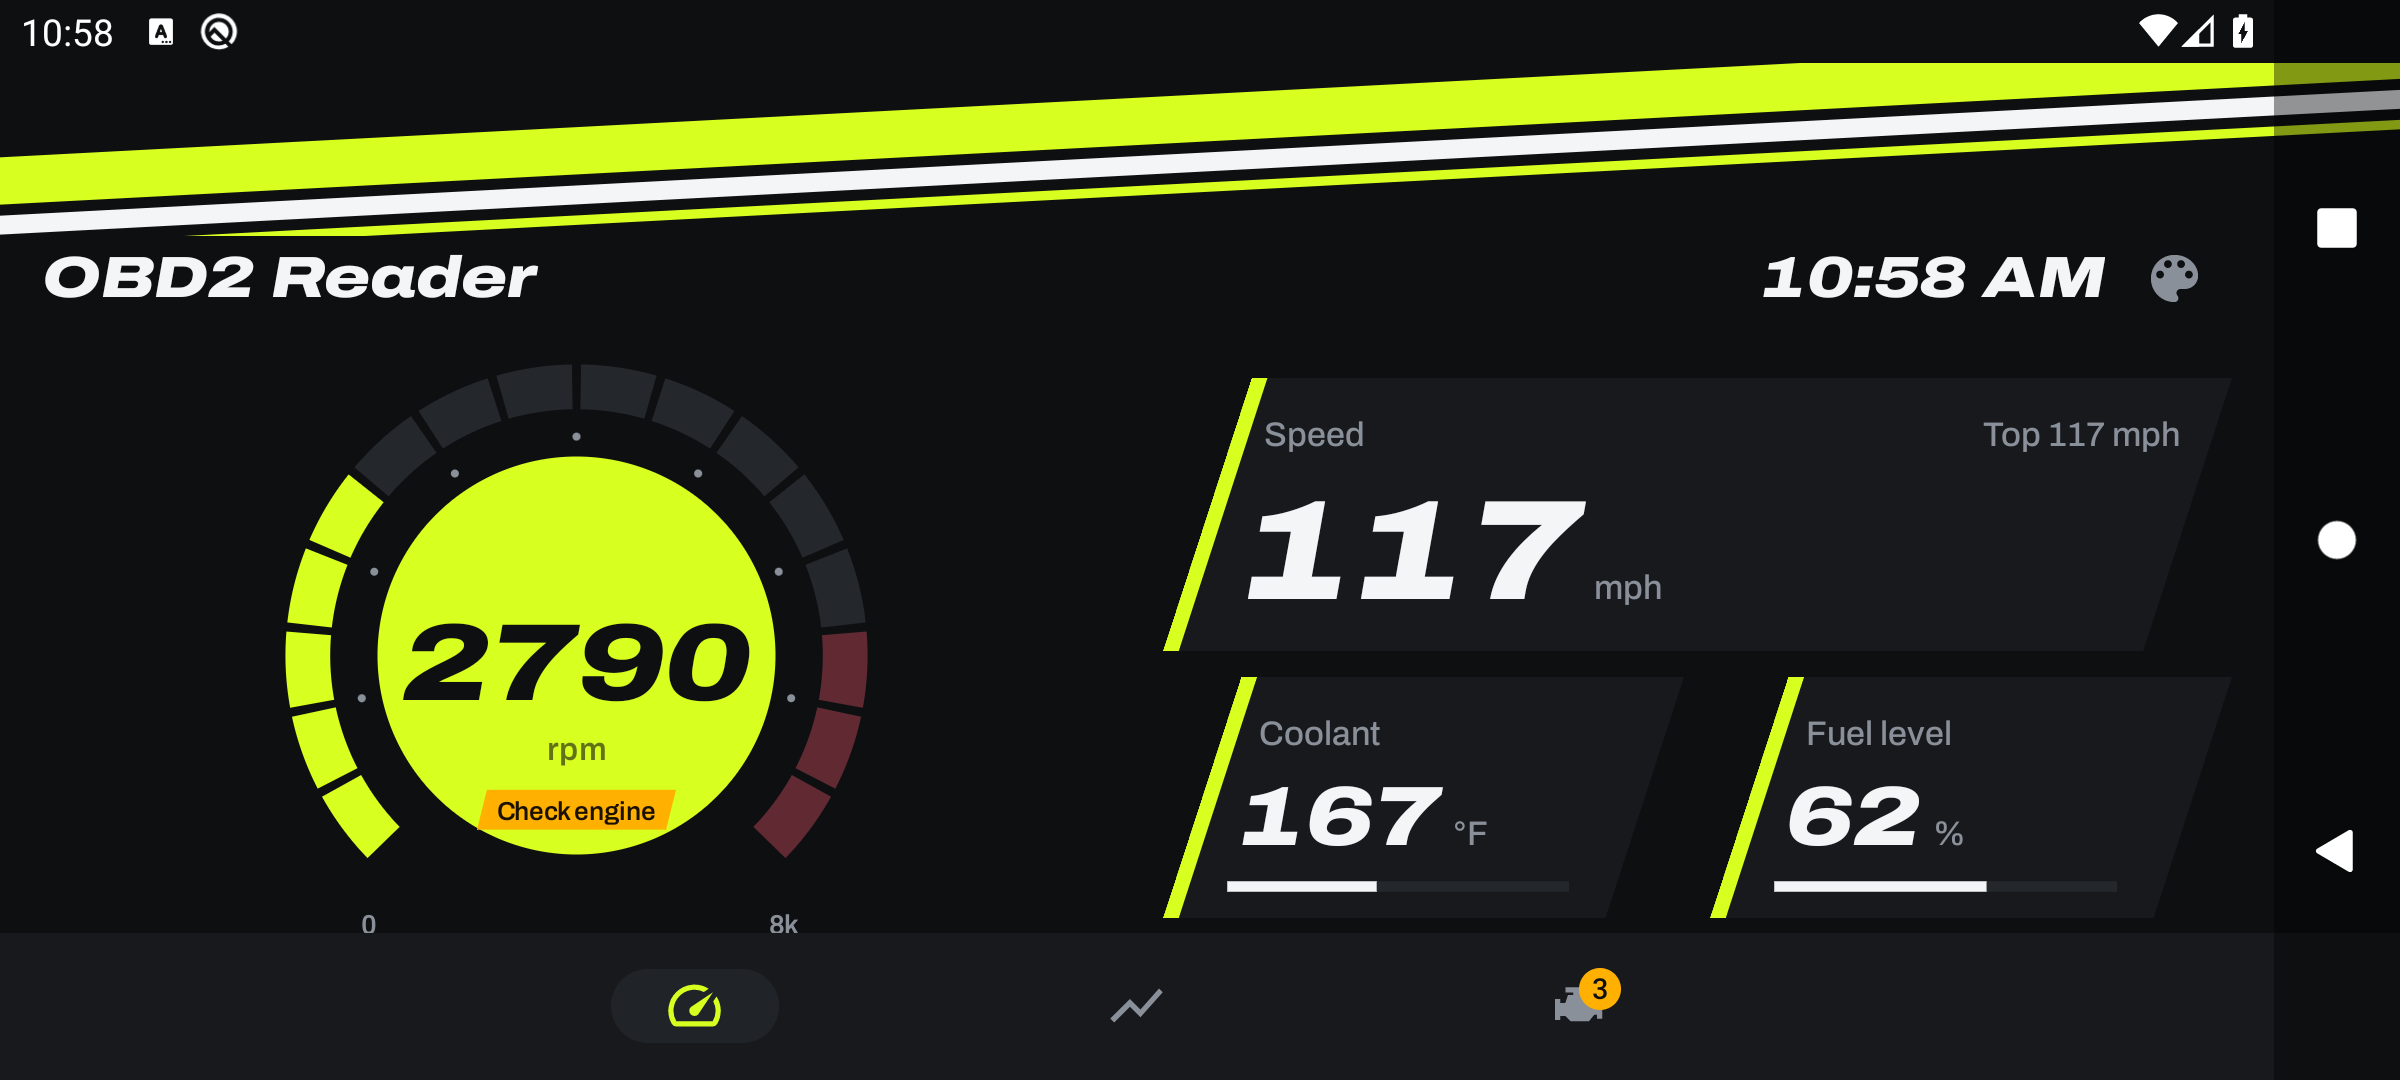 10:58
OBD2 Reader
10:58 AM
2790
rpm
Check engine
0
8k
Speed
Top 117 mph
117 mph
Coolant
167 °F
Fuel level
62 %
3